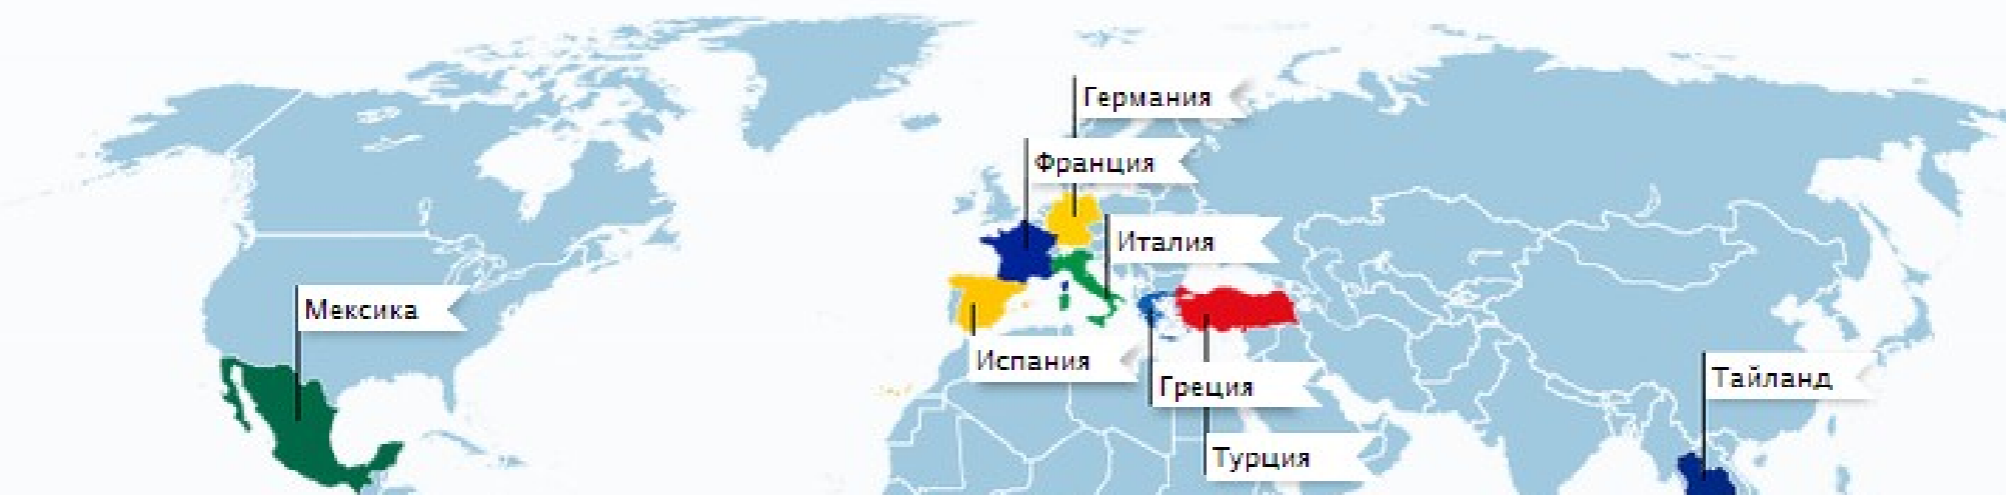 Германия
Франция
Италия
Мексика
Испания
Греция
Тайланд
Турция